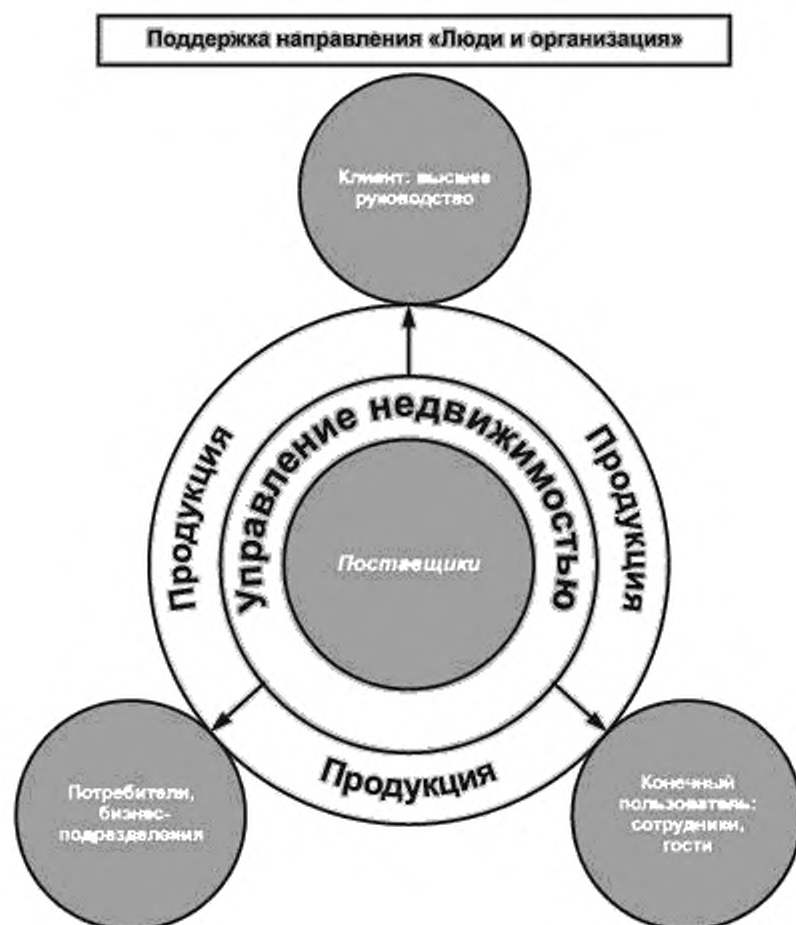 Поддержка направления «Люди и организация»
Клиент: высшее
руководство
Управление недвижимостью
Продукция
Продукция
Поставщики
Продукция
Потребители,
бизнес-
подразделения
Конечный
пользователь:
сотрудники,
гости